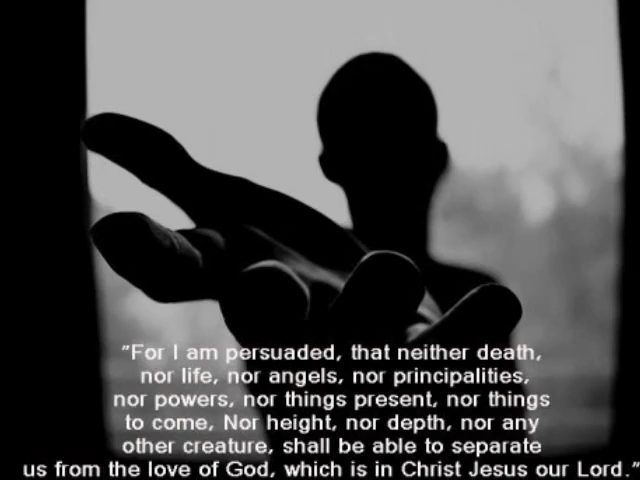 "For I am persuaded, that neither death,
nor life, nor angels, nor principalities,
nor powers, nor things present, nor things
to come, Nor height, nor depth, nor any
other creature, shall be able to separate
us from the love of God, which is in Christ Jesus our Lord."